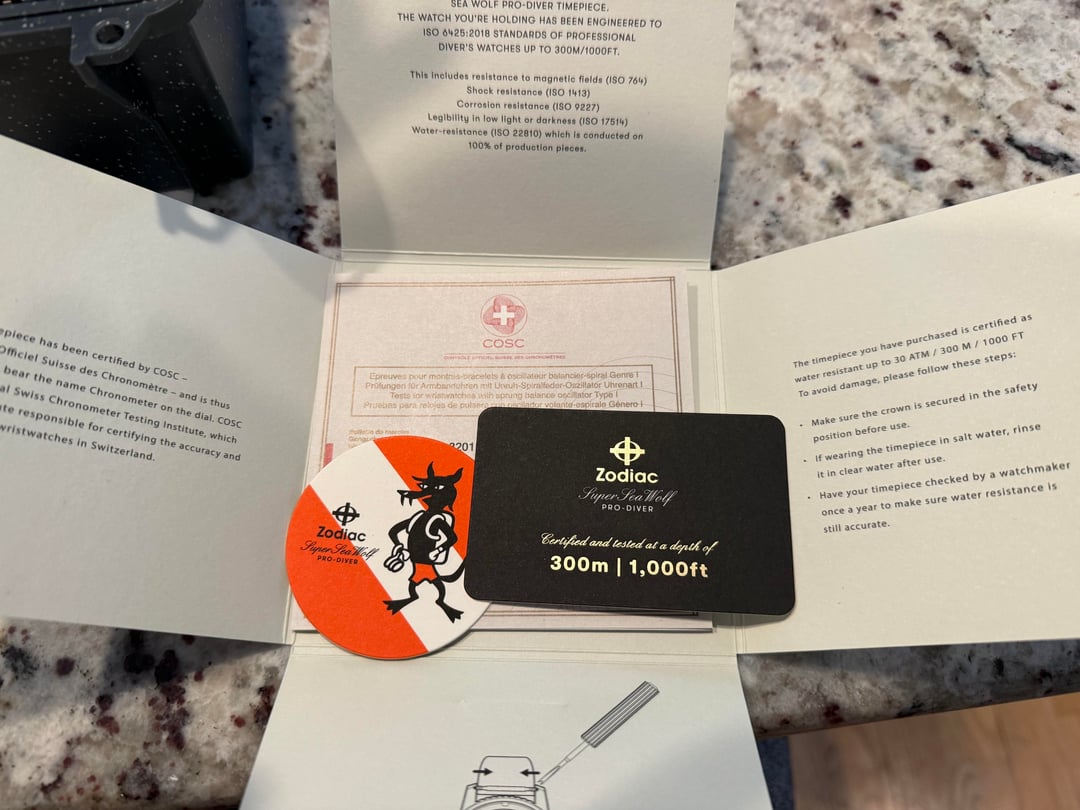 SEA WOLF PRO-DIVER TIMEPIECE.
THE WATCH YOU'RE HOLDING HAS BEEN ENGINEERED TO
ISO 6425:2018 STANDARDS OF PROFESSIONAL
DIVER'S WATCHES UP TO 300M/1000FT.
This includes resistance to magnetic fields (ISO 764)
Shock resistance (ISO 1413)
Corrosion resistance (ISO 9227)
Legibility in low light or darkness (ISO 17514)
Water-resistance (ISO 22810) which is conducted on
100% of production pieces.
epiece has been certified by COSC –
Officiel Suisse des Chronomètre – and is thus
bear the name Chronometer on the dial. COSC
al Swiss Chronometer Testing Institute, which
te responsible for certifying the accuracy and
wristwatches in Switzerland.
COSC
CONTRÔLE OFFICIEL SUISSE DES CHRONOMÈTRES
Epreuves pour montres-bracelets à oscillateur balancier-spiral Genre I
Prüfungen für Armbanduhren mit Unruh-Spiralfeder-Oszillator Uhrenart I
Tests for wristwatches with sprung balance oscillator Type I
Pruebas para relojes de pulsera con oscilador volante-espirale Género I
3201
Zodiac
Super Sea Wolf
PRO-DIVER
Zodiac
Super Sea Wolf
PRO-DIVER
Certified and tested at a depth of
300m | 1,000ft
The timepiece you have purchased is certified as
water resistant up to 30 ATM / 300 M / 1000 FT
To avoid damage, please follow these steps:
• Make sure the crown is secured in the safety
position before use.
• If wearing the timepiece in salt water, rinse
it in clear water after use.
• Have your timepiece checked by a watchmaker
once a year to make sure water resistance is
still accurate.